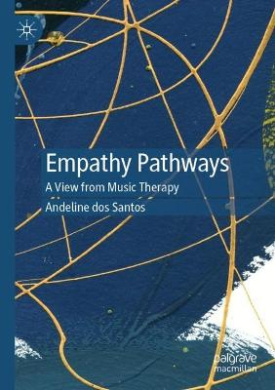 Empathy Pathways
A View from Music Therapy
Andeline dos Santos
palgrave
macmillan